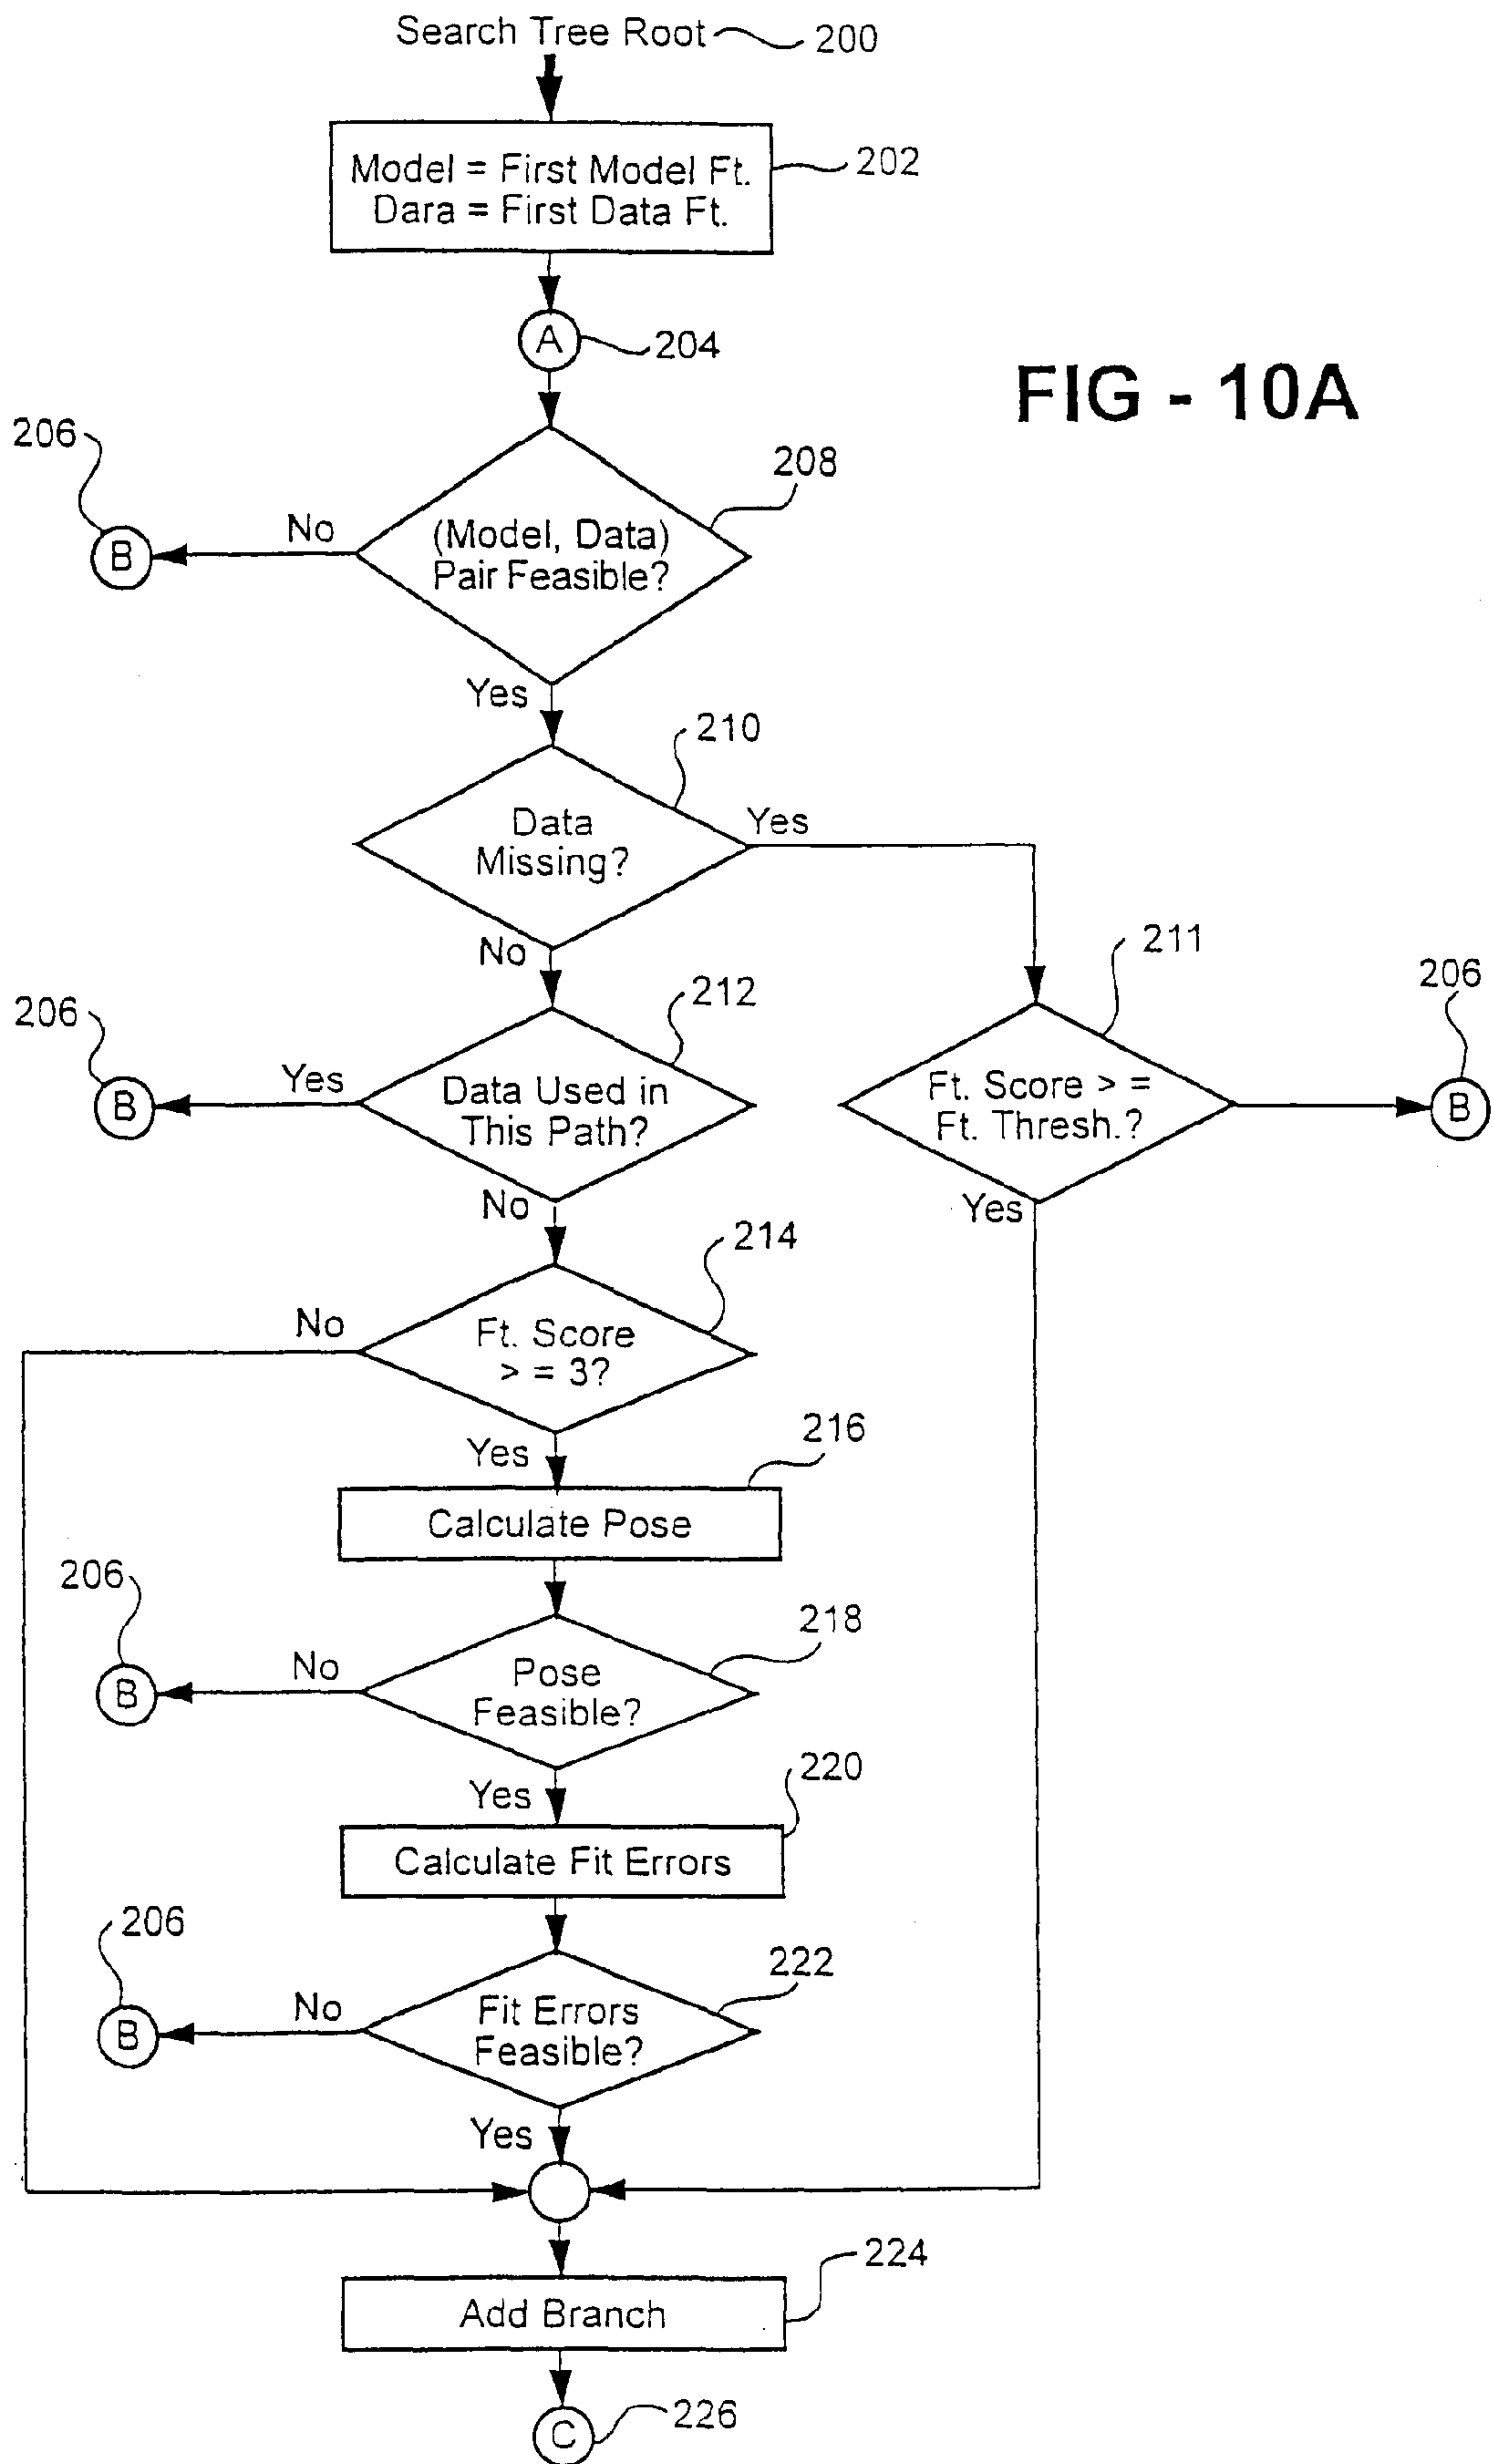 Search Tree Root 200
Model = First Model Ft.
Dara = First Data Ft.
202
A
204
FIG - 10A
206
B
No
208
(Model, Data)
Pair Feasible?
Yes
210
Data
Missing?
Yes
No
211
206
Ft. Score > =
Ft. Thresh.?
B
Yes
206
B
Yes
212
Data Used in
This Path?
No
214
No
Ft. Score
> = 3?
Yes
216
Calculate Pose
206
B
No
218
Pose
Feasible?
Yes
220
Calculate Fit Errors
206
B
No
222
Fit Errors
Feasible?
Yes
224
Add Branch
C
226